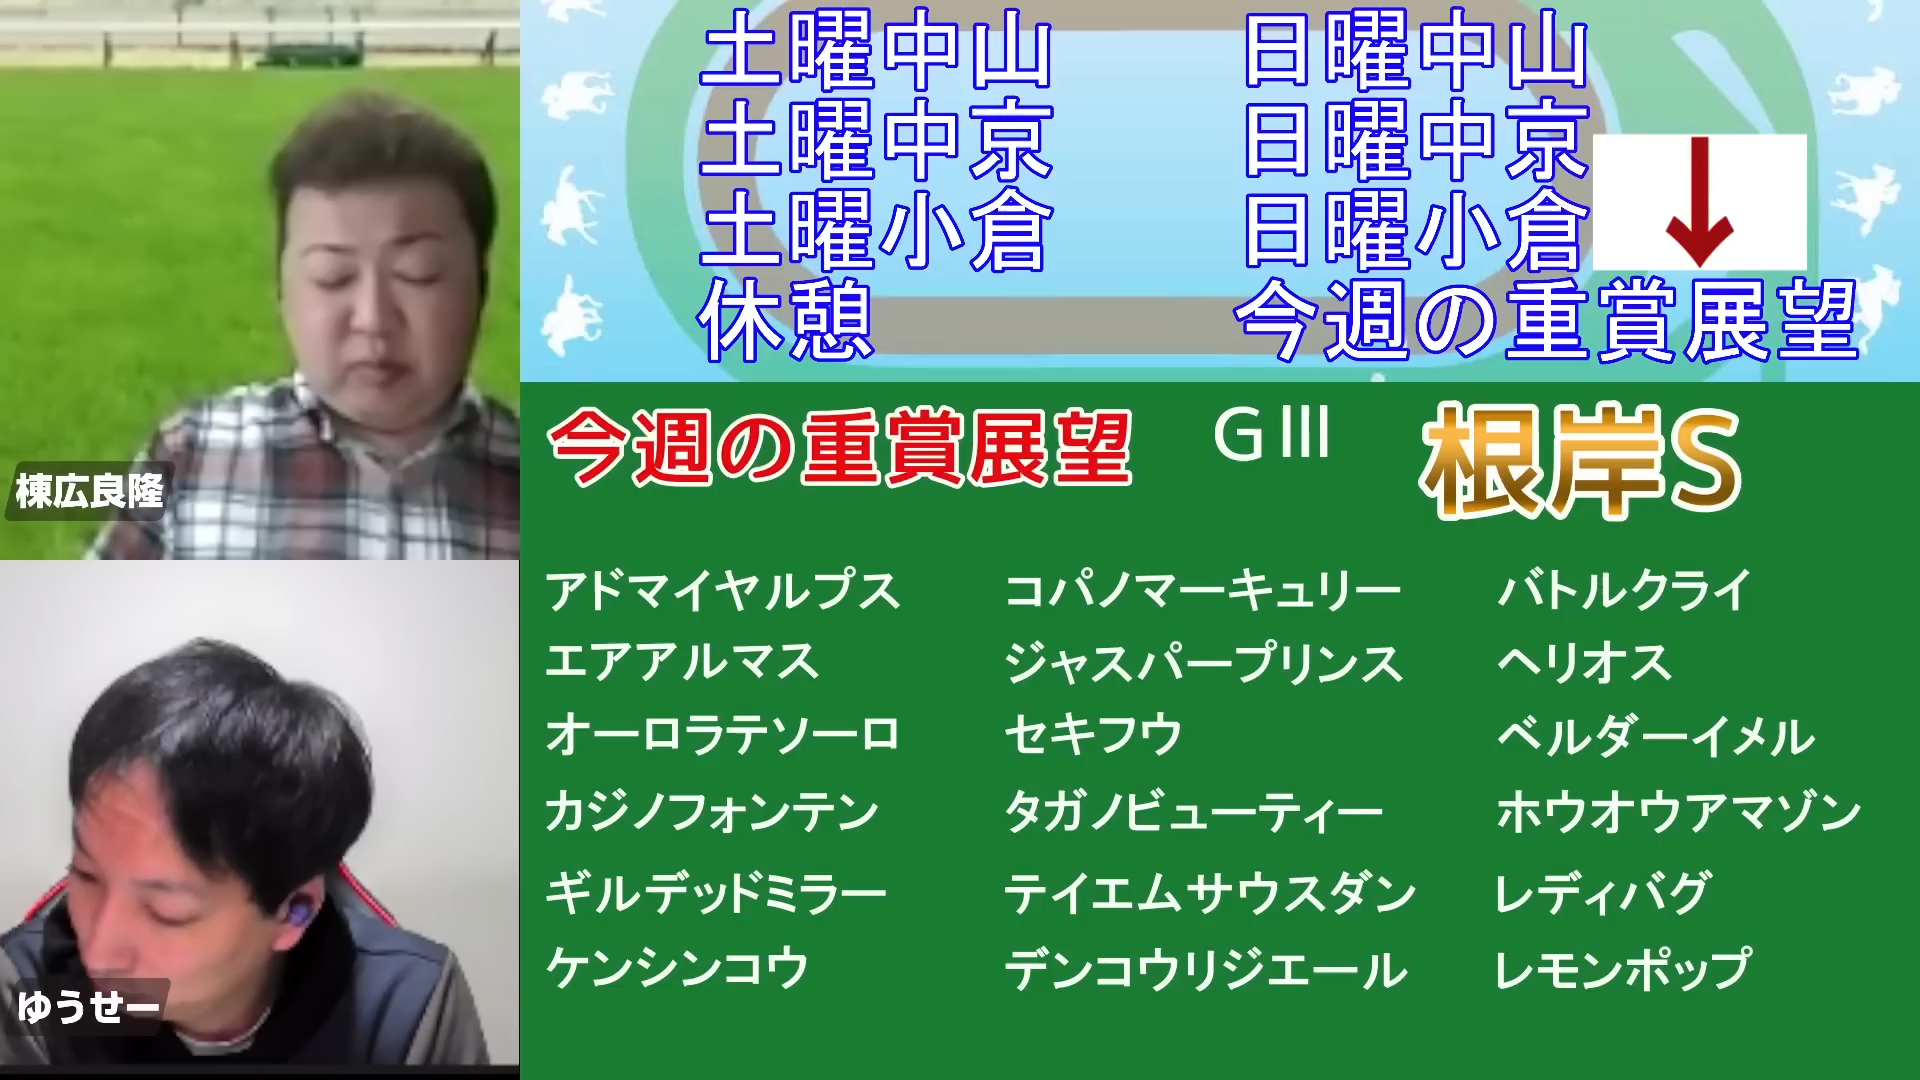 土曜中山 日曜中山
土曜中京 日曜中京
土曜小倉 日曜小倉
休憩 今週の重賞展望
今週の重賞展望 GⅢ 根岸S
アドマイヤルプス コパノマーキュリー バトルクライ
エアアルマス ジャスパープリンス ヘリオス
オーロラテソーロ セキフウ ベルダーイメル
カジノフォンテン タガノビューティー ホウオウアマゾン
ギルデッドミラー テイエムサウスダン レディバグ
ケンシンコウ デンコウリジエール レモンポップ
棟広良隆
ゆうせー